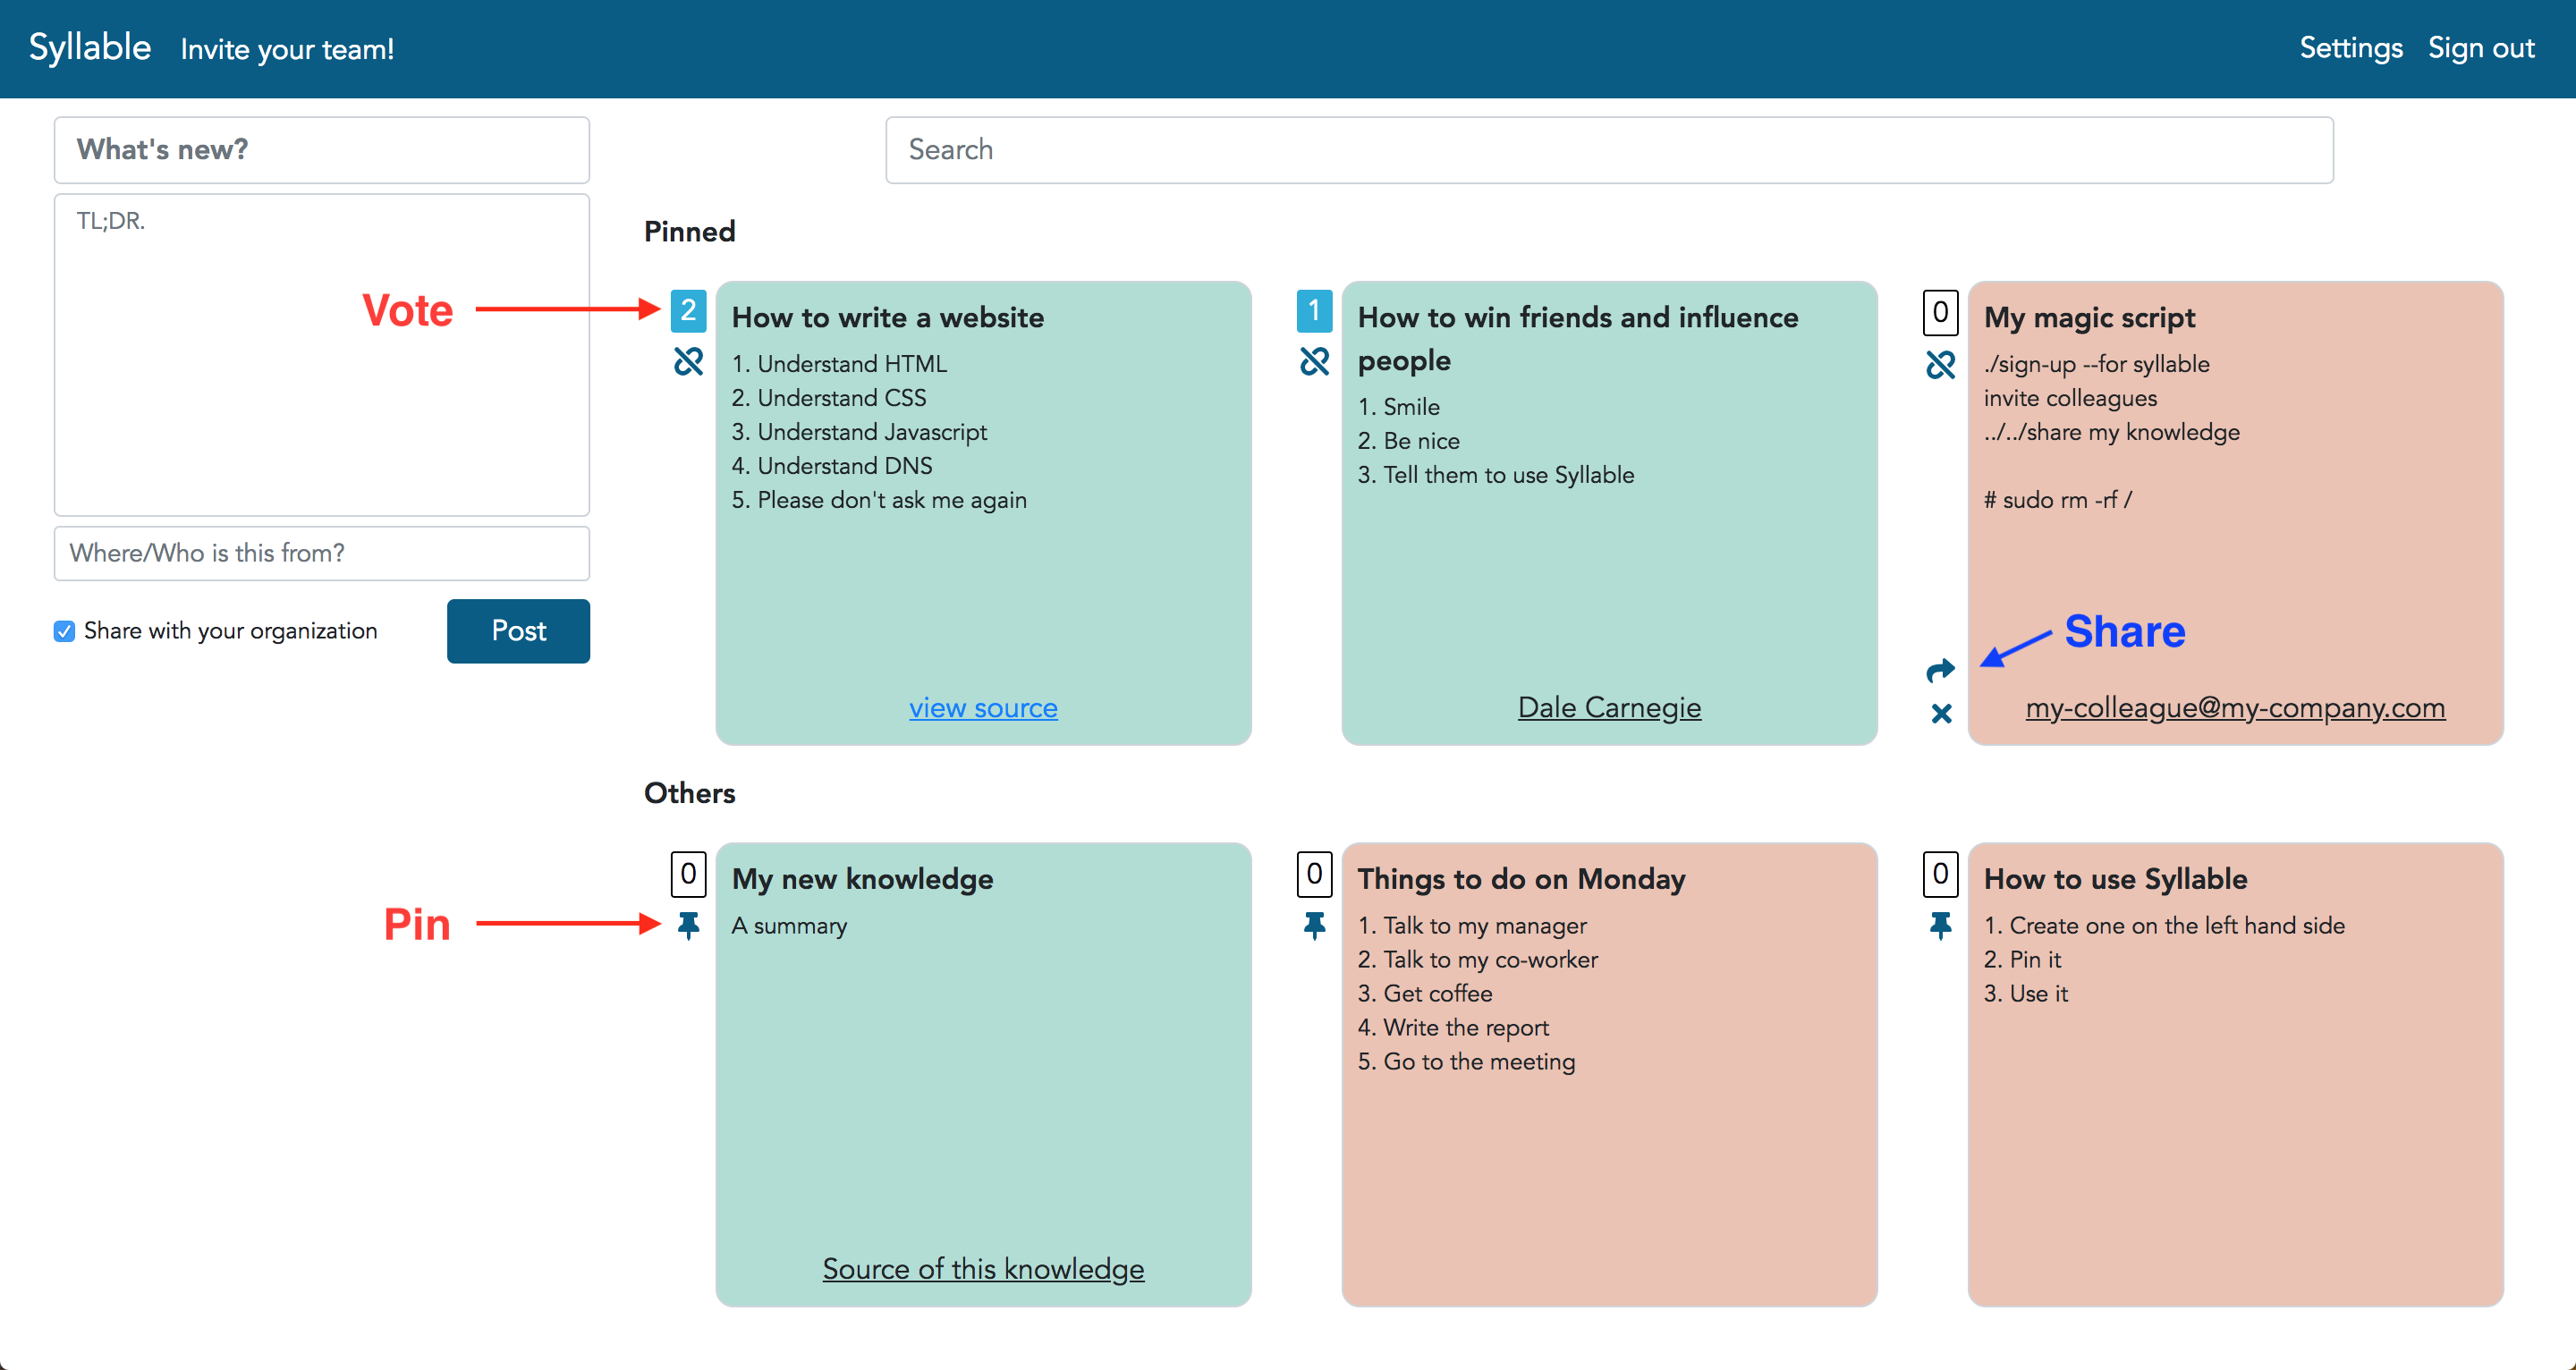 Syllable Invite your team! Settings Sign out
What's new?
TL;DR.
Where/Who is this from?
Share with your organization Post
Search
Pinned
Vote
2
How to write a website
1. Understand HTML
2. Understand CSS
3. Understand Javascript
4. Understand DNS
5. Please don't ask me again
view source
1
How to win friends and influence
people
1. Smile
2. Be nice
3. Tell them to use Syllable
Dale Carnegie
0
My magic script
./sign-up --for syllable
invite colleagues
../../share my knowledge
# sudo rm -rf /
Share
my-colleague@my-company.com
Others
0
My new knowledge
Pin
A summary
Source of this knowledge
0
Things to do on Monday
1. Talk to my manager
2. Talk to my co-worker
3. Get coffee
4. Write the report
5. Go to the meeting
0
How to use Syllable
1. Create one on the left hand side
2. Pin it
3. Use it